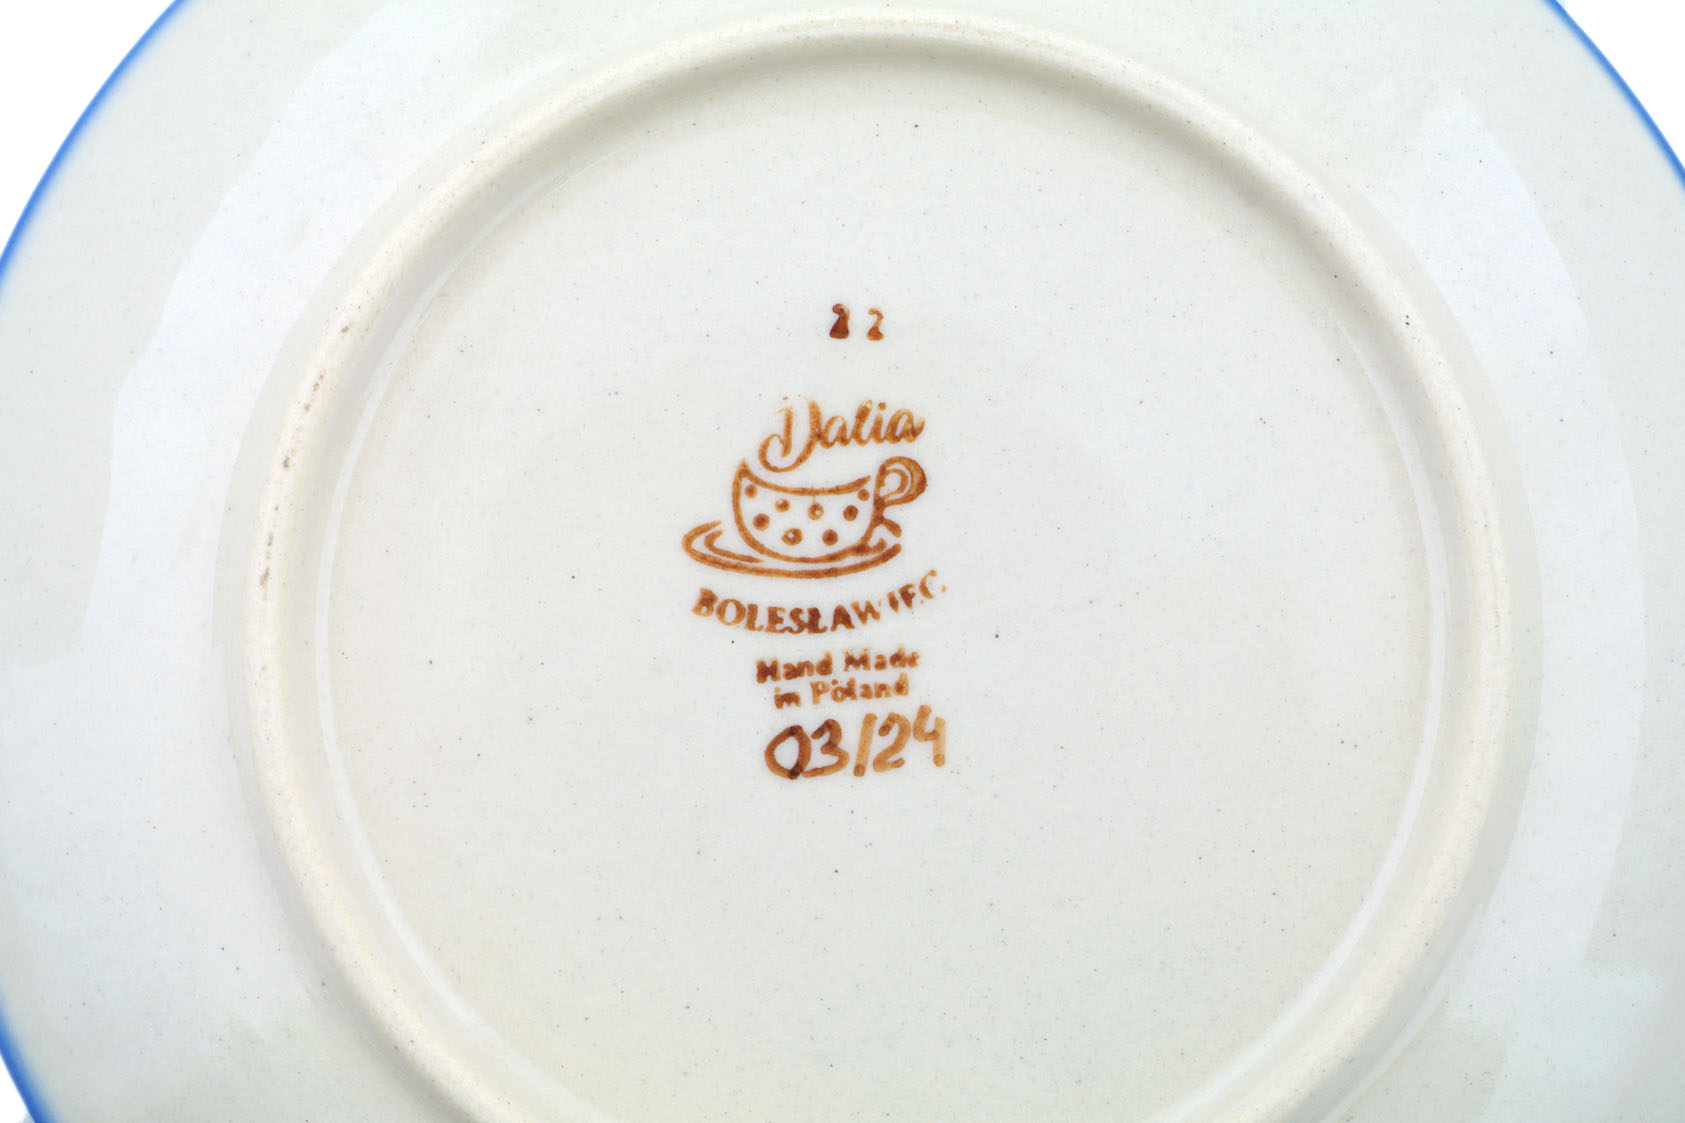 22
Dalia
BOLESŁAWIEC
Hand Made
in Poland
03/24